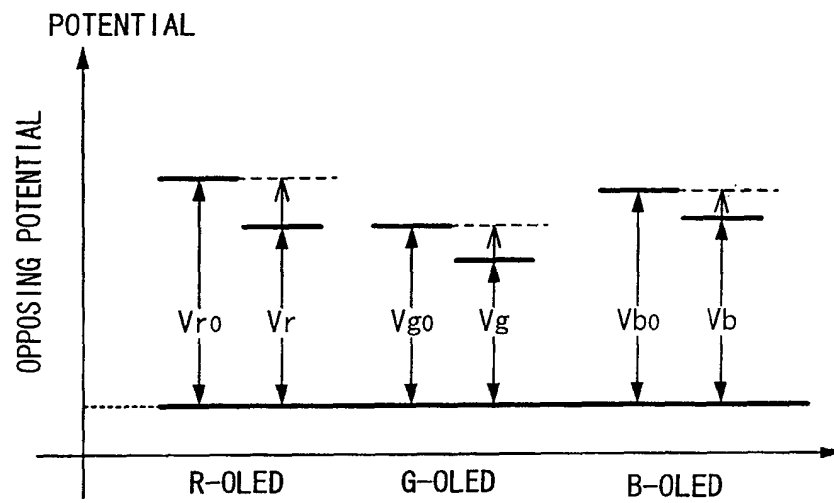 POTENTIAL
OPPOSING POTENTIAL
Vro Vr Vgo Vg Vbo Vb
R-OLED G-OLED B-OLED